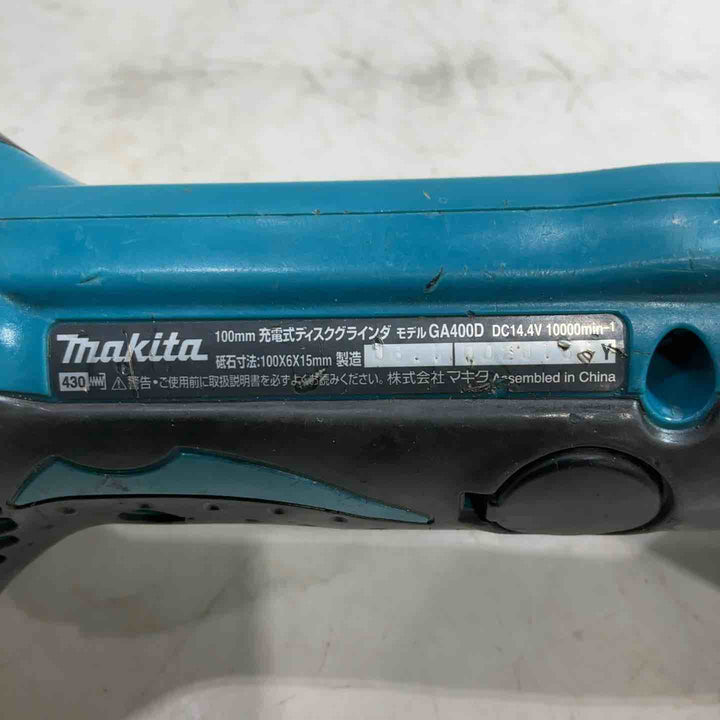 100mm 充電式ディスクグラインダ モデル GA400D DC14.4V 10000min-1
makita 砥石寸法:100X6X15mm 製造 Y
430 警告・ご使用前に取扱説明書を必ずよくお読みください。株式会社 マキタ Assembled in China